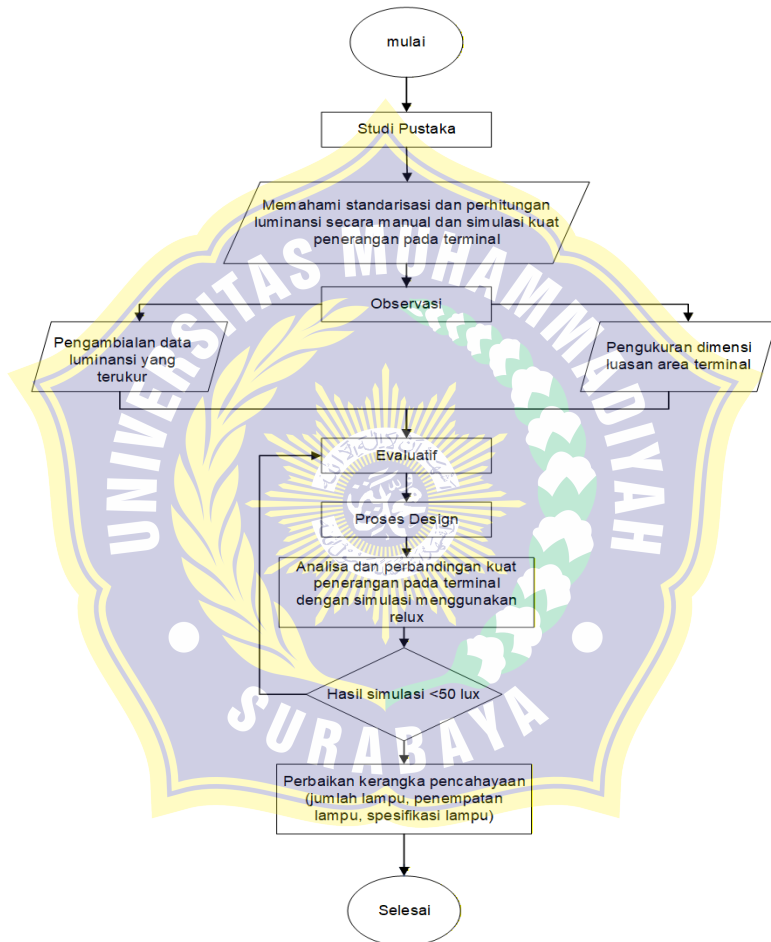 mulai
Studi Pustaka
Memahami standarisasi dan perhitungan
luminansi secara manual dan simulasi kuat
penerangan pada terminal
Observasi
Pengambialan data
luminansi yang
terukur
Pengukuran dimensi
luasan area terminal
Evaluatif
Proses Design
Analisa dan perbandingan kuat
penerangan pada terminal
dengan simulasi menggunakan
relux
Hasil simulasi <50 lux
Perbaikan kerangka pencahayaan
(jumlah lampu, penempatan
lampu, spesifikasi lampu)
Selesai
UNIVERSITAS MUHAMMADIYAH
SURABAYA